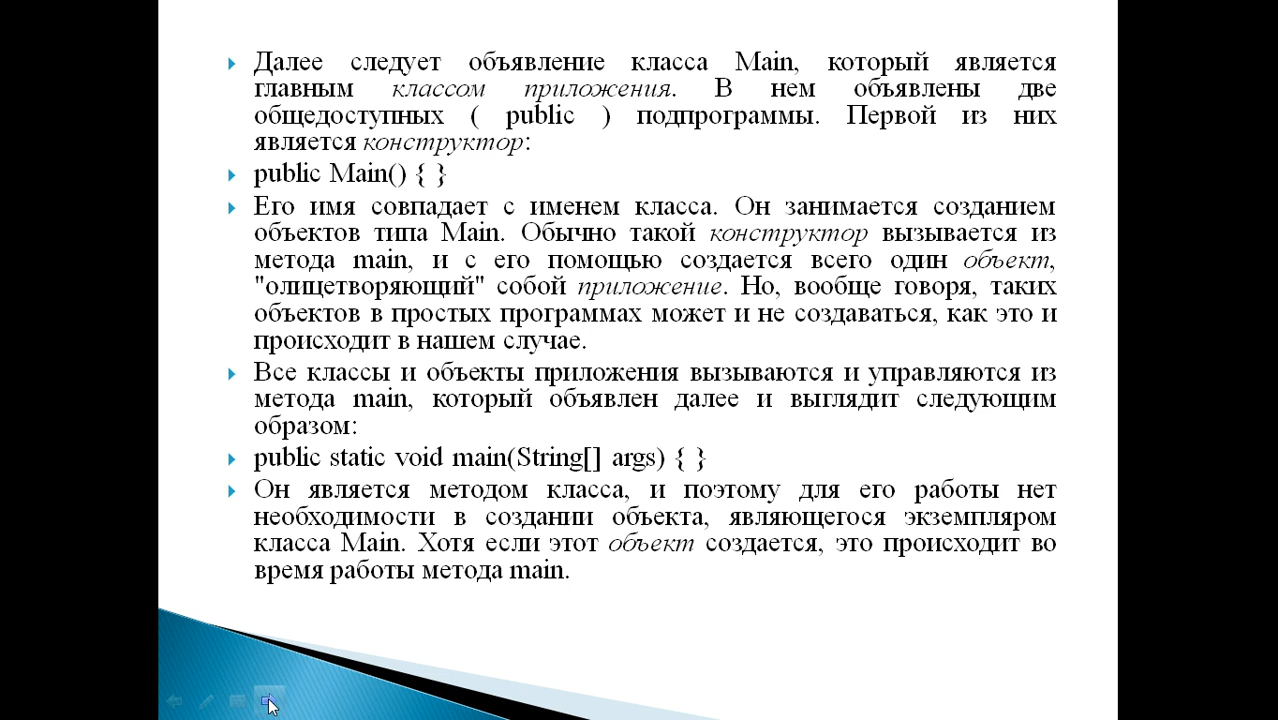 Далее следует объявление класса Main, который является
главным классом приложения. В нем объявлены две
общедоступных ( public ) подпрограммы. Первой из них
является конструктор:
public Main() { }
Его имя совпадает с именем класса. Он занимается созданием
объектов типа Main. Обычно такой конструктор вызывается из
метода main, и с его помощью создается всего один объект,
"олицетворяющий" собой приложение. Но, вообще говоря, таких
объектов в простых программах может и не создаваться, как это и
происходит в нашем случае.
Все классы и объекты приложения вызываются и управляются из
метода main, который объявлен далее и выглядит следующим
образом:
public static void main(String[] args) { }
Он является методом класса, и поэтому для его работы нет
необходимости в создании объекта, являющегося экземпляром
класса Main. Хотя если этот объект создается, это происходит во
время работы метода main.